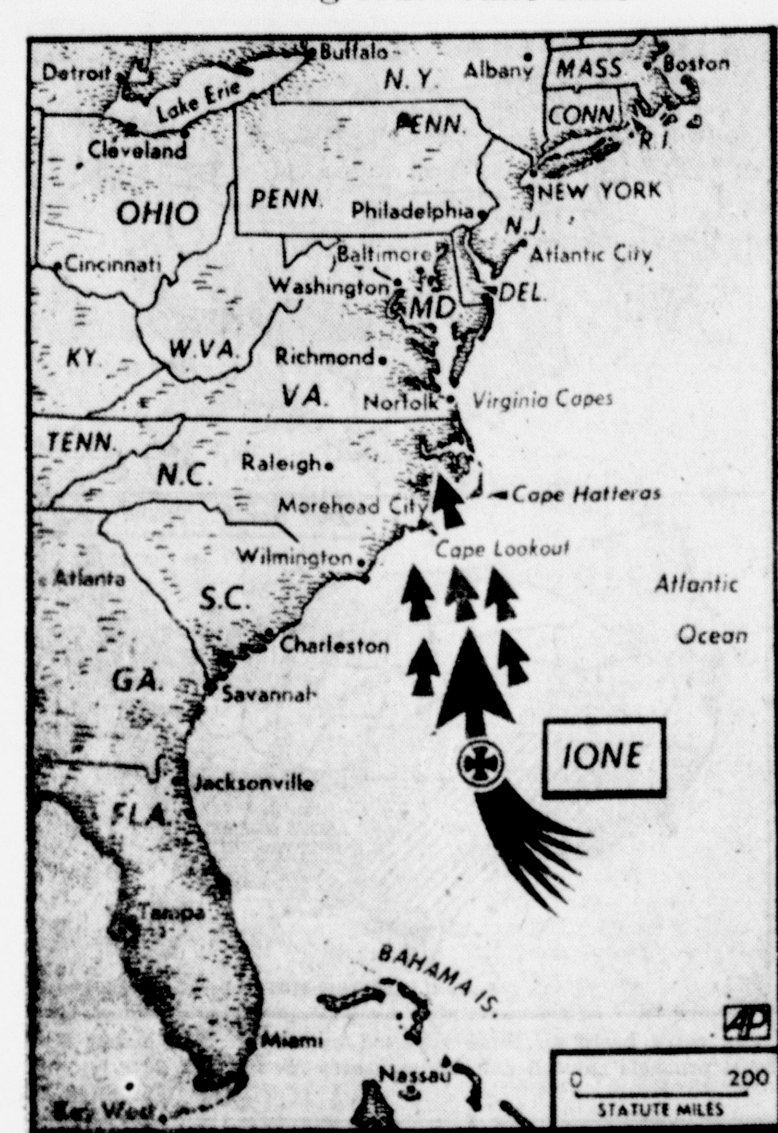 Buffalo
Detroit
Lake Erie
N.Y.
Albany
MASS
Boston
CONN.
R.I.
Cleveland
PENN.
OHIO
PENN.
NEW YORK
Philadelphia
N.J.
Baltimore
Atlantic City
Cincinnati
Washington
MD
DEL.
KY.
W.VA.
Richmond
VA.
Norfolk
Virginia Capes
TENN.
N.C.
Raleigh
Morehead City
Cape Hatteras
Wilmington
Cape Lookout
Atlanta
S.C.
Atlantic
Ocean
Charleston
GA.
Savannah
IONE
Jacksonville
FLA.
Tampa
BAHAMA IS.
Miami
Nassau
Key West
AP
0 200
STATUTE MILES